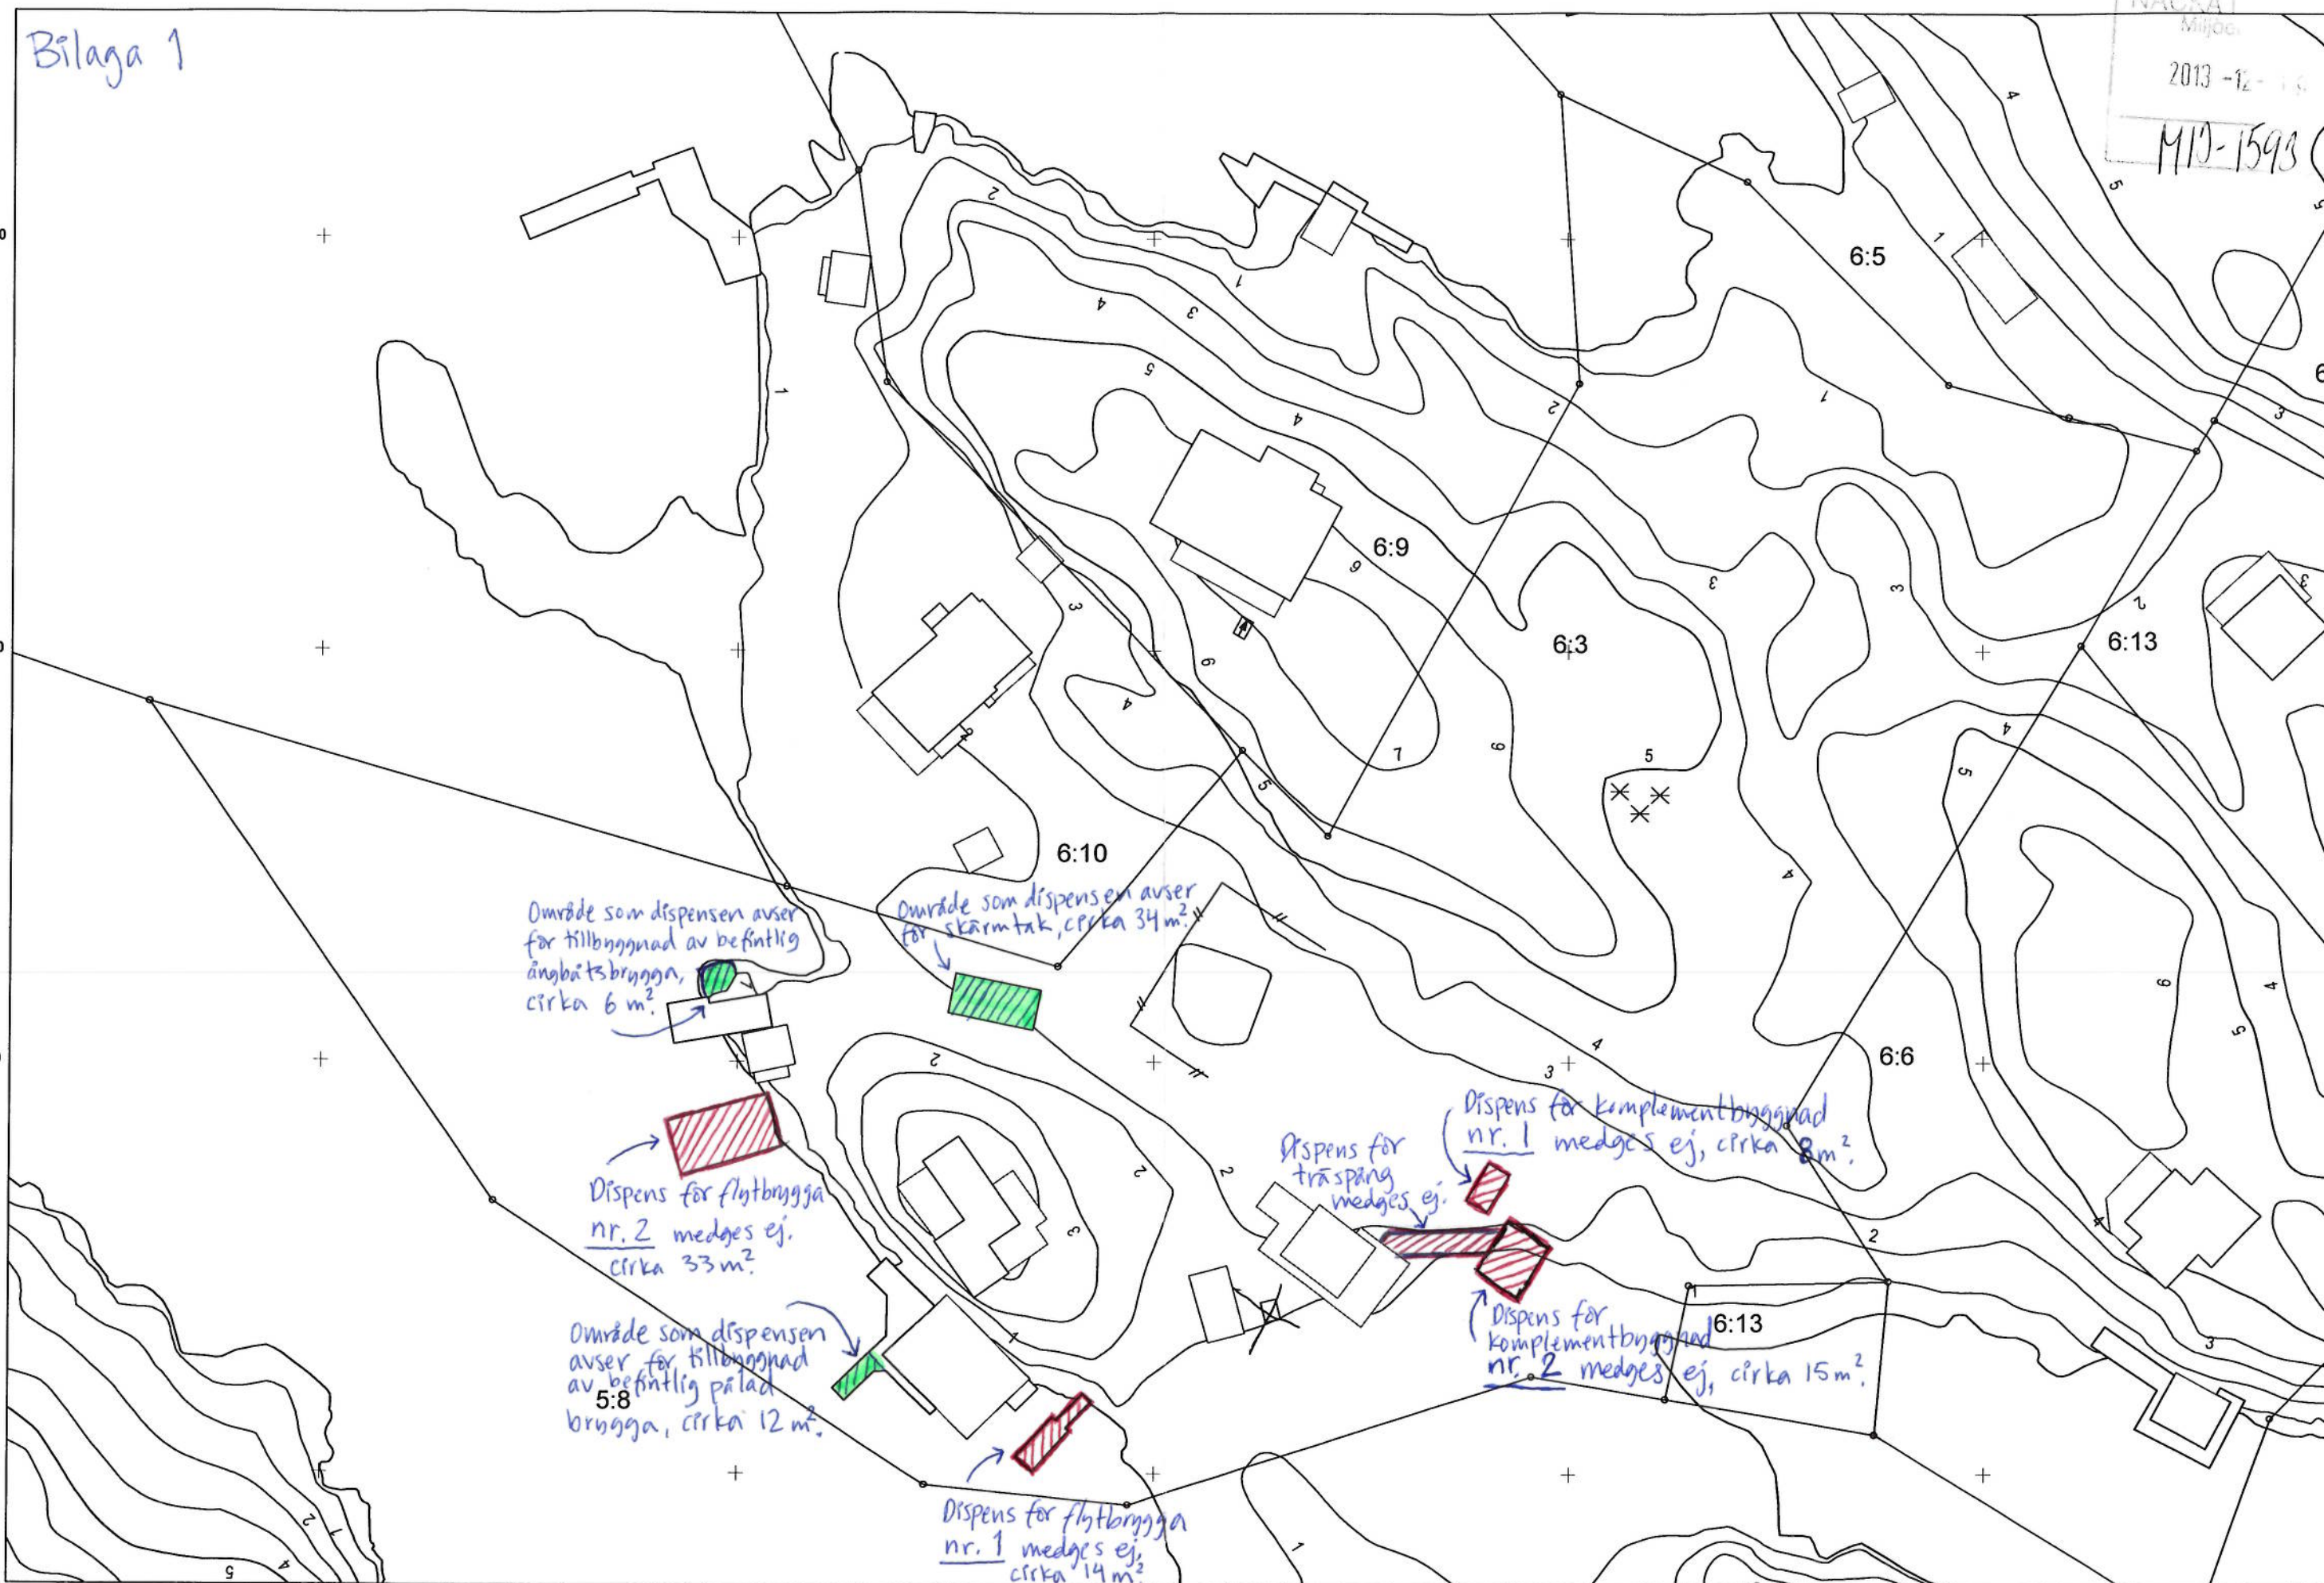 Bilaga 1
NACKA
Miljöe
2013-12-
M10-1593
6:5
6:9
6:3
6:13
6:10
6:6
6:13
5:8
Område som dispensen avser
för tillbyggnad av befintlig
ångbåtsbrygga,
cirka 6 m².
Område som dispensen avser
för skärmtak, cirka 34 m².
Dispens för flytbrygga
nr. 2 medges ej.
cirka 33 m².
Dispens för
träspång
medges ej.
Dispens för komplementbyggnad
nr. 1 medges ej, cirka 8 m².
Dispens för
komplementbyggnad
nr. 2 medges ej, cirka 15 m².
Område som dispensen
avser för tillbyggnad
av befintlig pålad
brygga, cirka 12 m².
Dispens för flytbrygga
nr. 1 medges ej,
cirka 14 m².